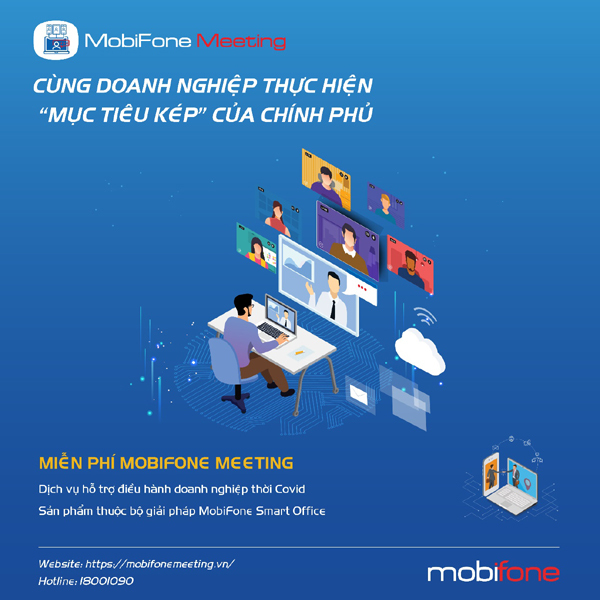 MobiFone Meeting
CÙNG DOANH NGHIỆP THỰC HIỆN
“MỤC TIÊU KÉP” CỦA CHÍNH PHỦ
MIỄN PHÍ MOBIFONE MEETING
Dịch vụ hỗ trợ điều hành doanh nghiệp thời Covid
Sản phẩm thuộc bộ giải pháp MobiFone Smart Office
Website: https://mobifonemeeting.vn/
Hotline: 18001090
mobifone